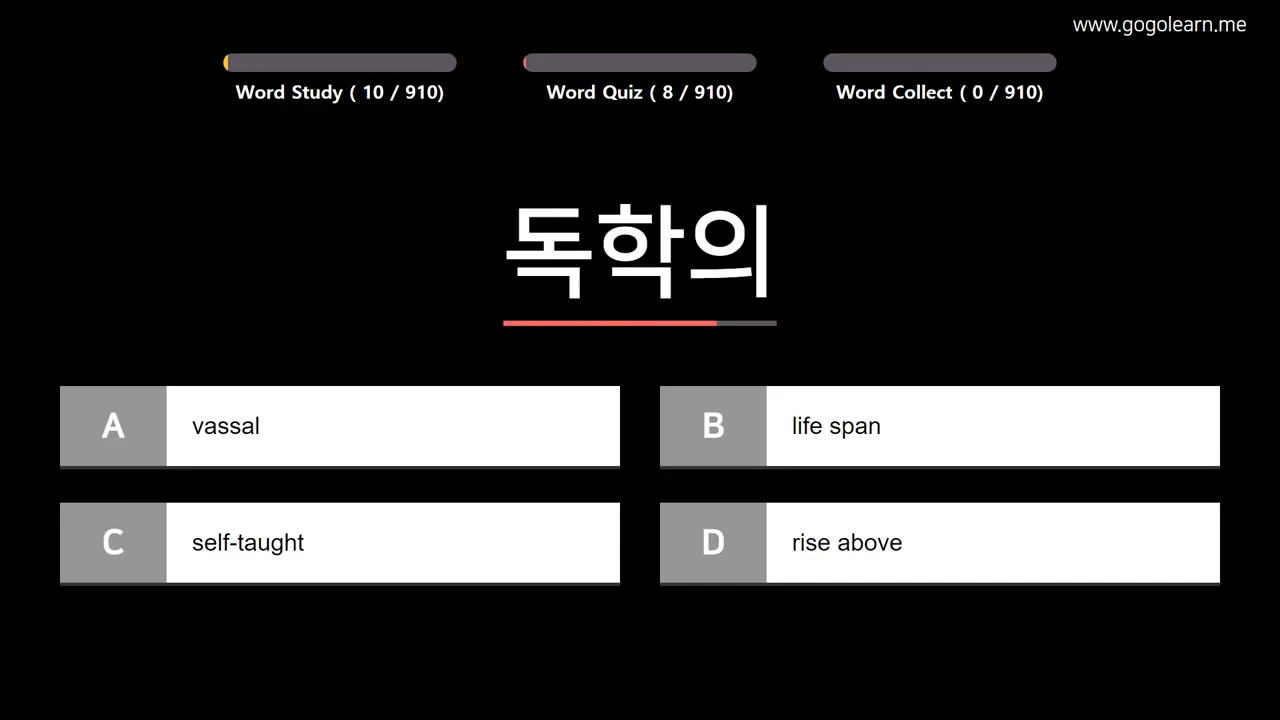 www.gogolearn.me
Word Study ( 10 / 910)
Word Quiz ( 8 / 910)
Word Collect ( 0 / 910)
독학의
A vassal
B life span
C self-taught
D rise above